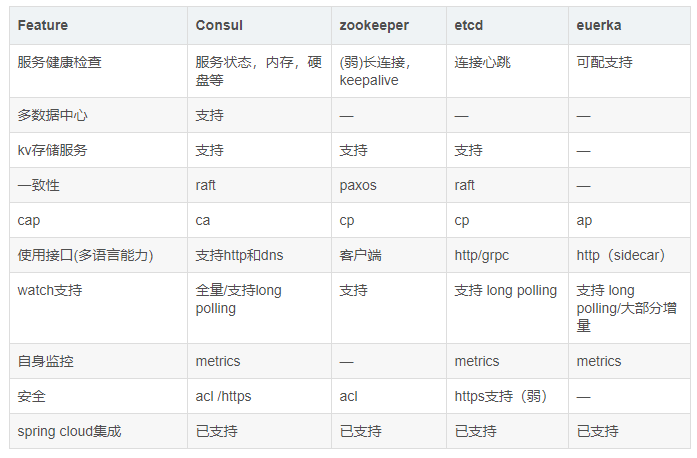 Feature Consul zookeeper etcd euerka
服务健康检查 服务状态，内存，硬盘等 (弱)长连接，keepalive 连接心跳 可配支持
多数据中心 支持 — — —
kv存储服务 支持 支持 支持 —
一致性 raft paxos raft —
cap ca cp cp ap
使用接口(多语言能力) 支持http和dns 客户端 http/grpc http（sidecar）
watch支持 全量/支持long polling 支持 支持 long polling 支持 long polling/大部分增量
自身监控 metrics — metrics metrics
安全 acl /https acl https支持（弱） —
spring cloud集成 已支持 已支持 已支持 已支持